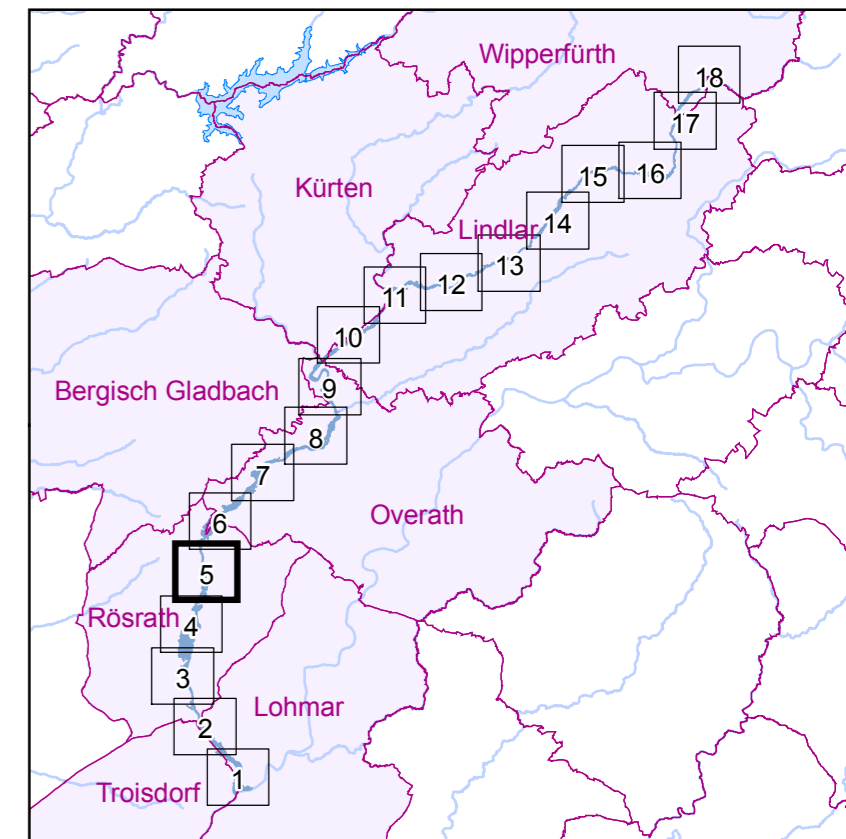 Wipperfürth
18
17
Kürten
15
16
14
Lindlar
13
12
11
10
Bergisch Gladbach
9
8
7
Overath
6
5
Rösrath
4
3
Lohmar
2
1
Troisdorf